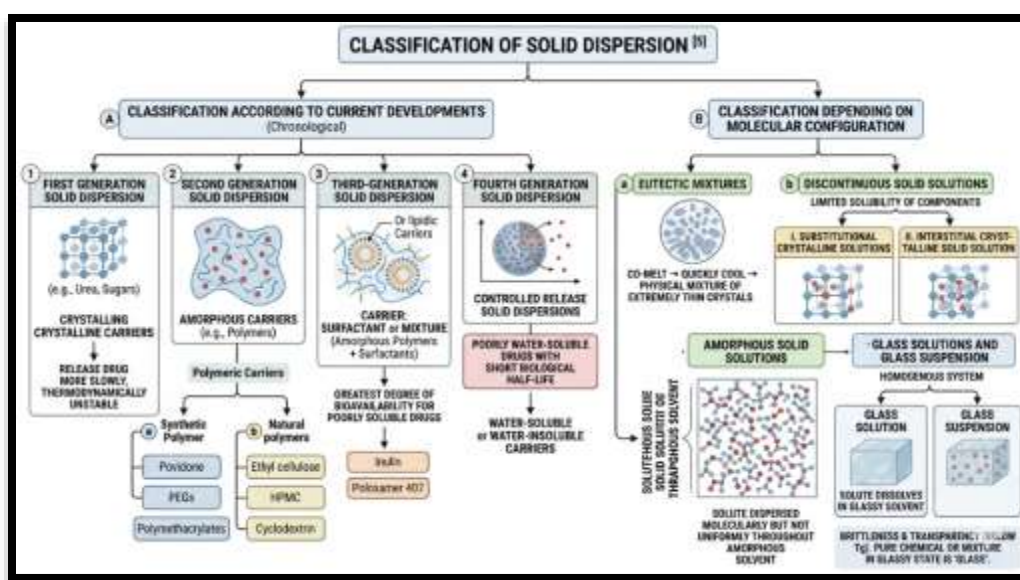 CLASSIFICATION OF SOLID DISPERSION [5]
A
CLASSIFICATION ACCORDING TO CURRENT DEVELOPMENTS
(Chronological)
1
FIRST GENERATION
SOLID DISPERSION
(e.g., Urea, Sugars)
CRYSTALLING
CRYSTALLINE CARRIERS
RELEASE DRUG
MORE SLOWLY,
THERMODYNAMICALLY
UNSTABLE
2
SECOND GENERATION
SOLID DISPERSION
AMORPHOUS CARRIERS
(e.g., Polymers)
Polymeric Carriers
a
Synthetic
Polymer
Povidone
PEGs
Polymethacrylates
b
Natural
polymers
Ethyl cellulose
HPMC
Cyclodextrin
3
THIRD-GENERATION
SOLID DISPERSION
Or lipidic
Carriers
CARRIER:
SURFACTANT or MIXTURE
(Amorphous Polymers
+ Surfactants)
GREATEST DEGREE OF
BIOAVAILABILITY FOR
POORLY SOLUBLE DRUGS
Inulin
Poloxamer 407
4
FOURTH GENERATION
SOLID DISPERSION
CONTROLLED RELEASE
SOLID DISPERSIONS
POORLY WATER-SOLUBLE
DRUGS WITH
SHORT BIOLOGICAL
HALF-LIFE
WATER-SOLUBLE
or WATER-INSOLUBLE
CARRIERS
B
CLASSIFICATION DEPENDING ON
MOLECULAR CONFIGURATION
a
EUTECTIC MIXTURES
CO-MELT → QUICKLY COOL →
PHYSICAL MIXTURE OF
EXTREMELY THIN CRYSTALS
b
DISCONTINUOUS SOLID SOLUTIONS
LIMITED SOLUBILITY OF COMPONENTS
I. SUBSTITUTIONAL
CRYSTALLINE SOLUTIONS
II. INTERSTITIAL CRYST-
TALLINE SOLID SOLUTION
AMORPHOUS SOLID
SOLUTIONS
SOLUTE DISPERSED
MOLECULARLY BUT NOT
UNIFORMLY THROUGHOUT
AMORPHOUS
SOLVENT
GLASS SOLUTIONS AND
GLASS SUSPENSION
HOMOGENOUS SYSTEM
GLASS
SOLUTION
SOLUTE DISSOLVES
IN GLASSY SOLVENT
GLASS
SUSPENSION
BRITTLENESS & TRANSPARENCY
Tg). PURE CHEMICAL OR MIXTURE
IN GLASSY STATE IS 'GLASS'.